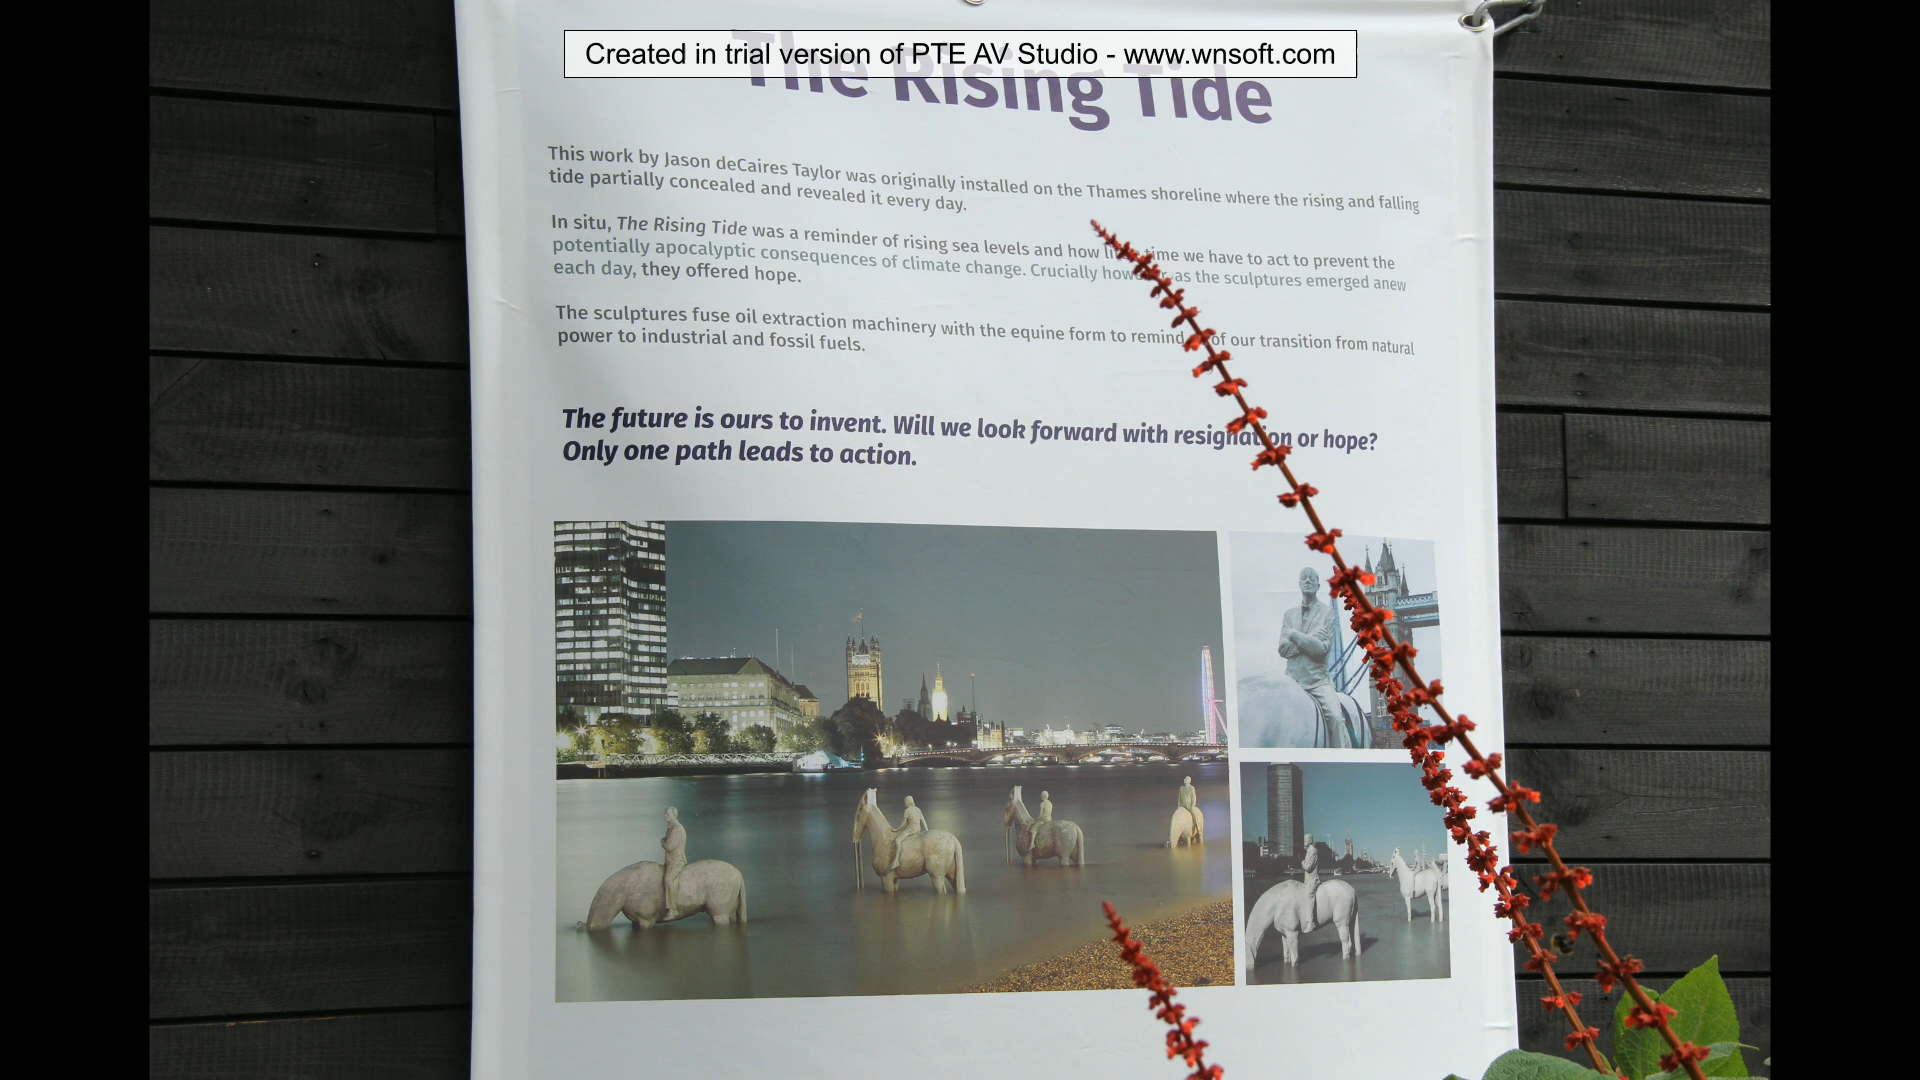 Created in trial version of PTE AV Studio - www.wnsoft.com
The Rising Tide
This work by Jason deCaires Taylor was originally installed on the Thames shoreline where the rising and falling
tide partially concealed and revealed it every day.
In situ, The Rising Tide was a reminder of rising sea levels and how time we have to act to prevent the
potentially apocalyptic consequences of climate change. Crucially however as the sculptures emerged anew
each day, they offered hope.
The sculptures fuse oil extraction machinery with the equine form to remind of our transition from natural
power to industrial and fossil fuels.
The future is ours to invent. Will we look forward with resignation or hope?
Only one path leads to action.